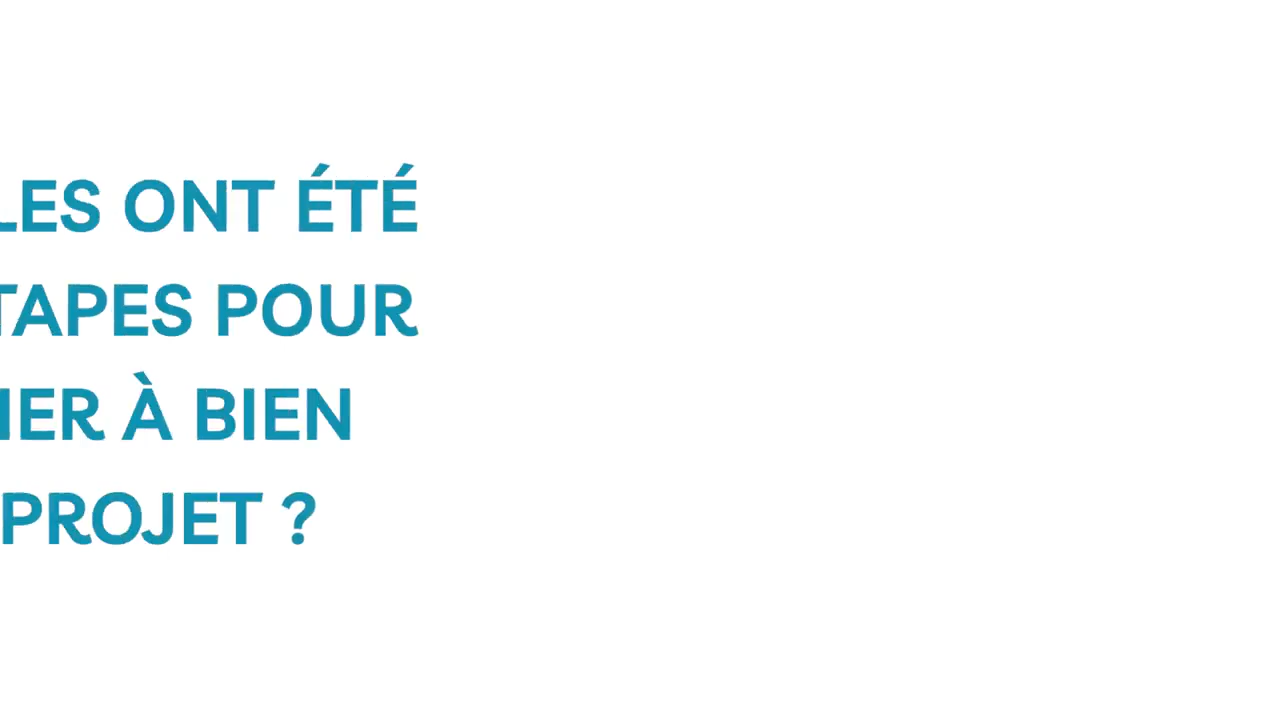 LES ONT ÉTÉ
TAPES POUR
IER À BIEN
PROJET ?